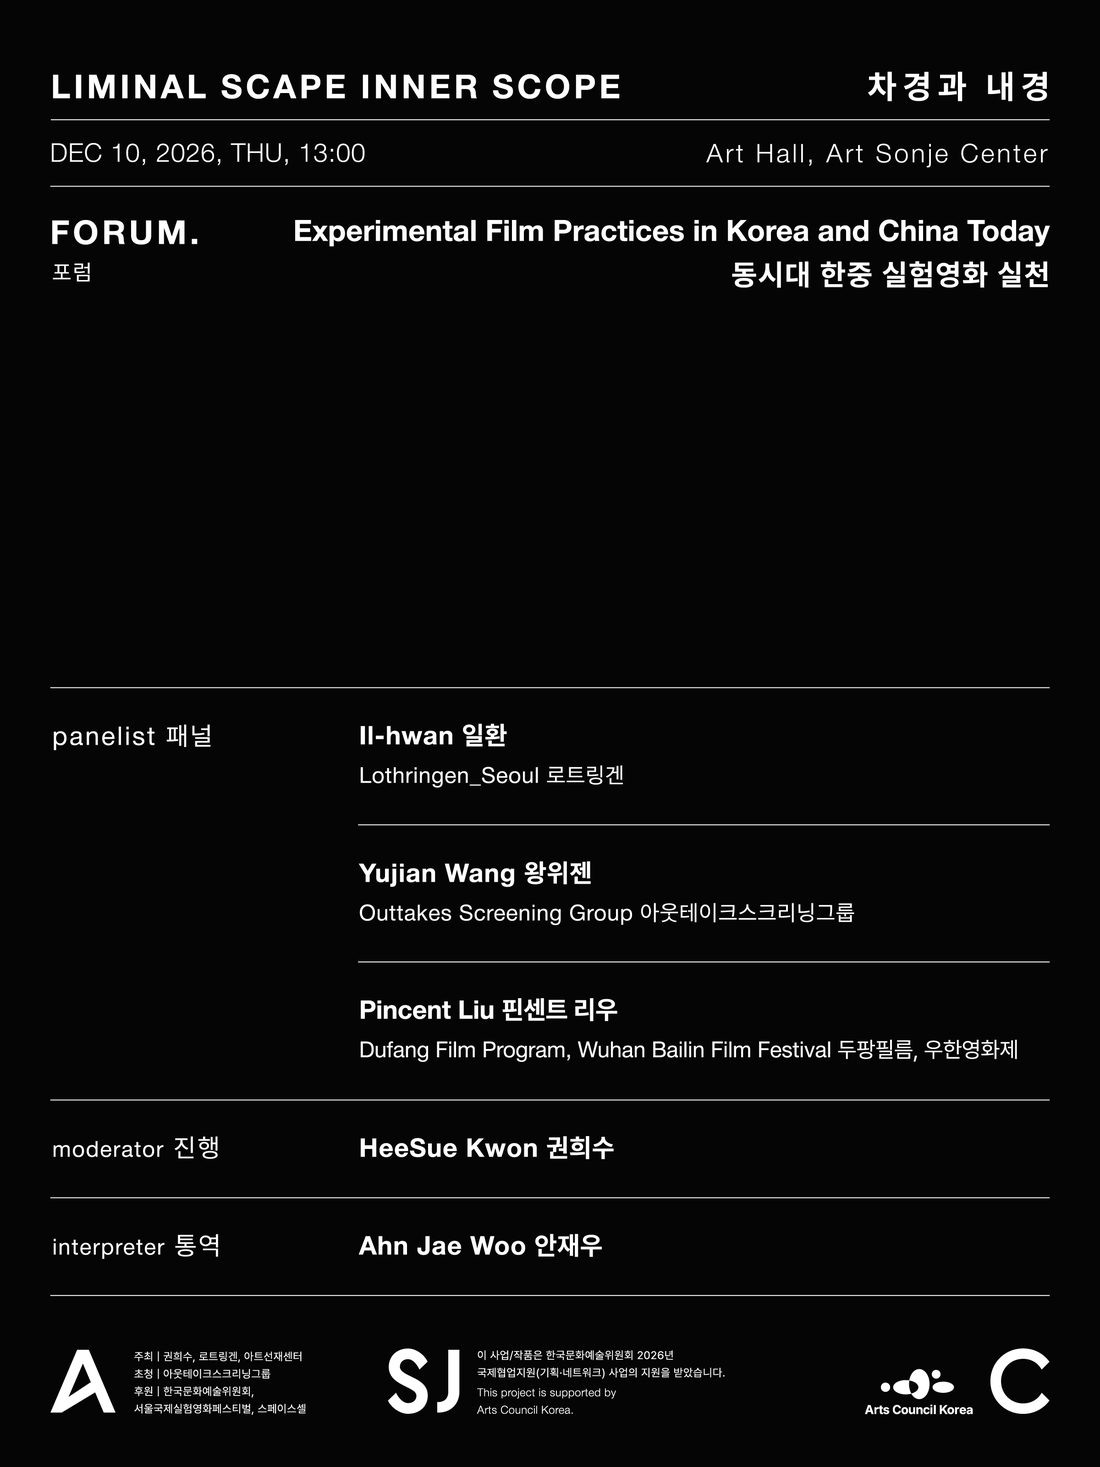 LIMINAL SCAPE INNER SCOPE 차경과 내경
DEC 10, 2026, THU, 13:00 Art Hall, Art Sonje Center
FORUM. Experimental Film Practices in Korea and China Today
포럼 동시대 한중 실험영화 실천
panelist 패널 Il-hwan 일환
Lothringen_Seoul 로트링겐
Yujian Wang 왕위젠
Outtakes Screening Group 아웃테이크스크리닝그룹
Pincent Liu 핀센트 리우
Dufang Film Program, Wuhan Bailin Film Festival 두팡필름, 우한영화제
moderator 진행 HeeSue Kwon 권희수
interpreter 통역 Ahn Jae Woo 안재우
A
주최 | 권희수, 로트링겐, 아트선재센터
초청 | 아웃테이크스크리닝그룹
후원 | 한국문화예술위원회,
서울국제실험영화페스티벌, 스페이스셀
SJ
이 사업/작품은 한국문화예술위원회 2026년
국제협업지원(기획·네트워크) 사업의 지원을 받았습니다.
This project is supported by
Arts Council Korea.
Arts Council Korea
C